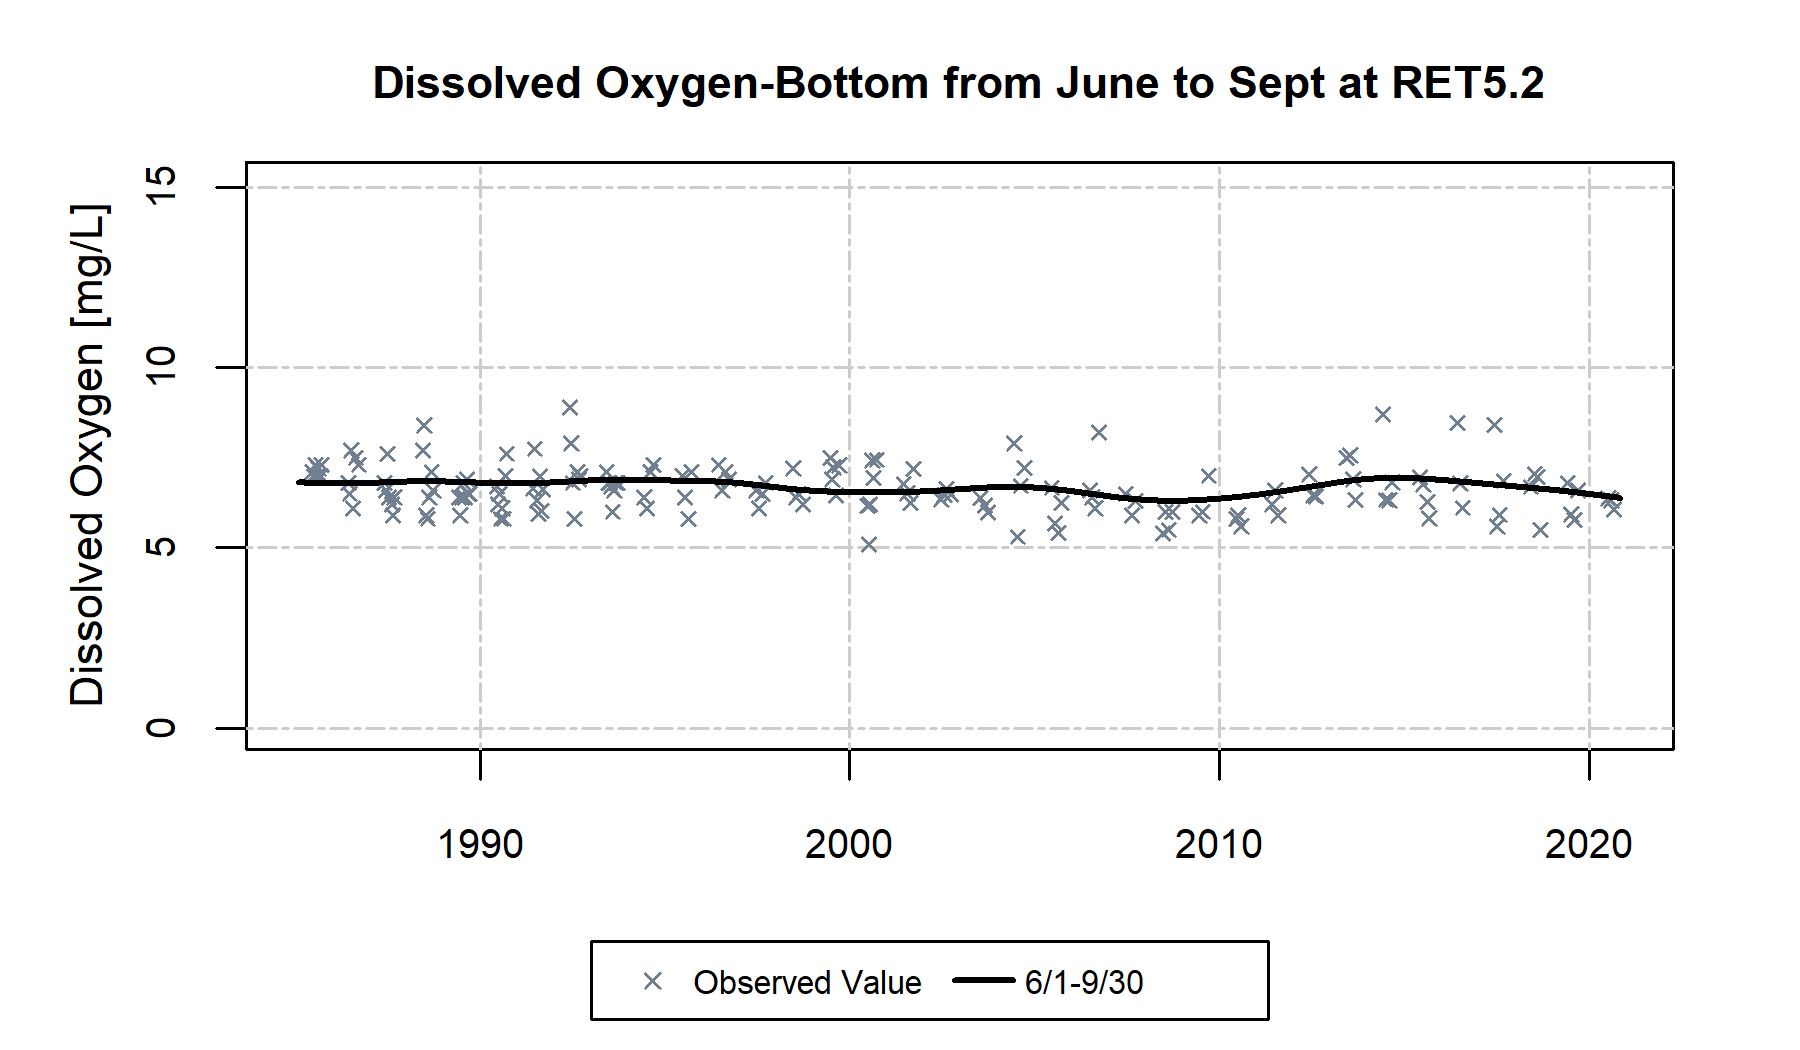 Dissolved Oxygen-Bottom from June to Sept at RET5.2
Dissolved Oxygen [mg/L]
15
10
5
0
1990 2000 2010 2020
Observed Value 6/1-9/30